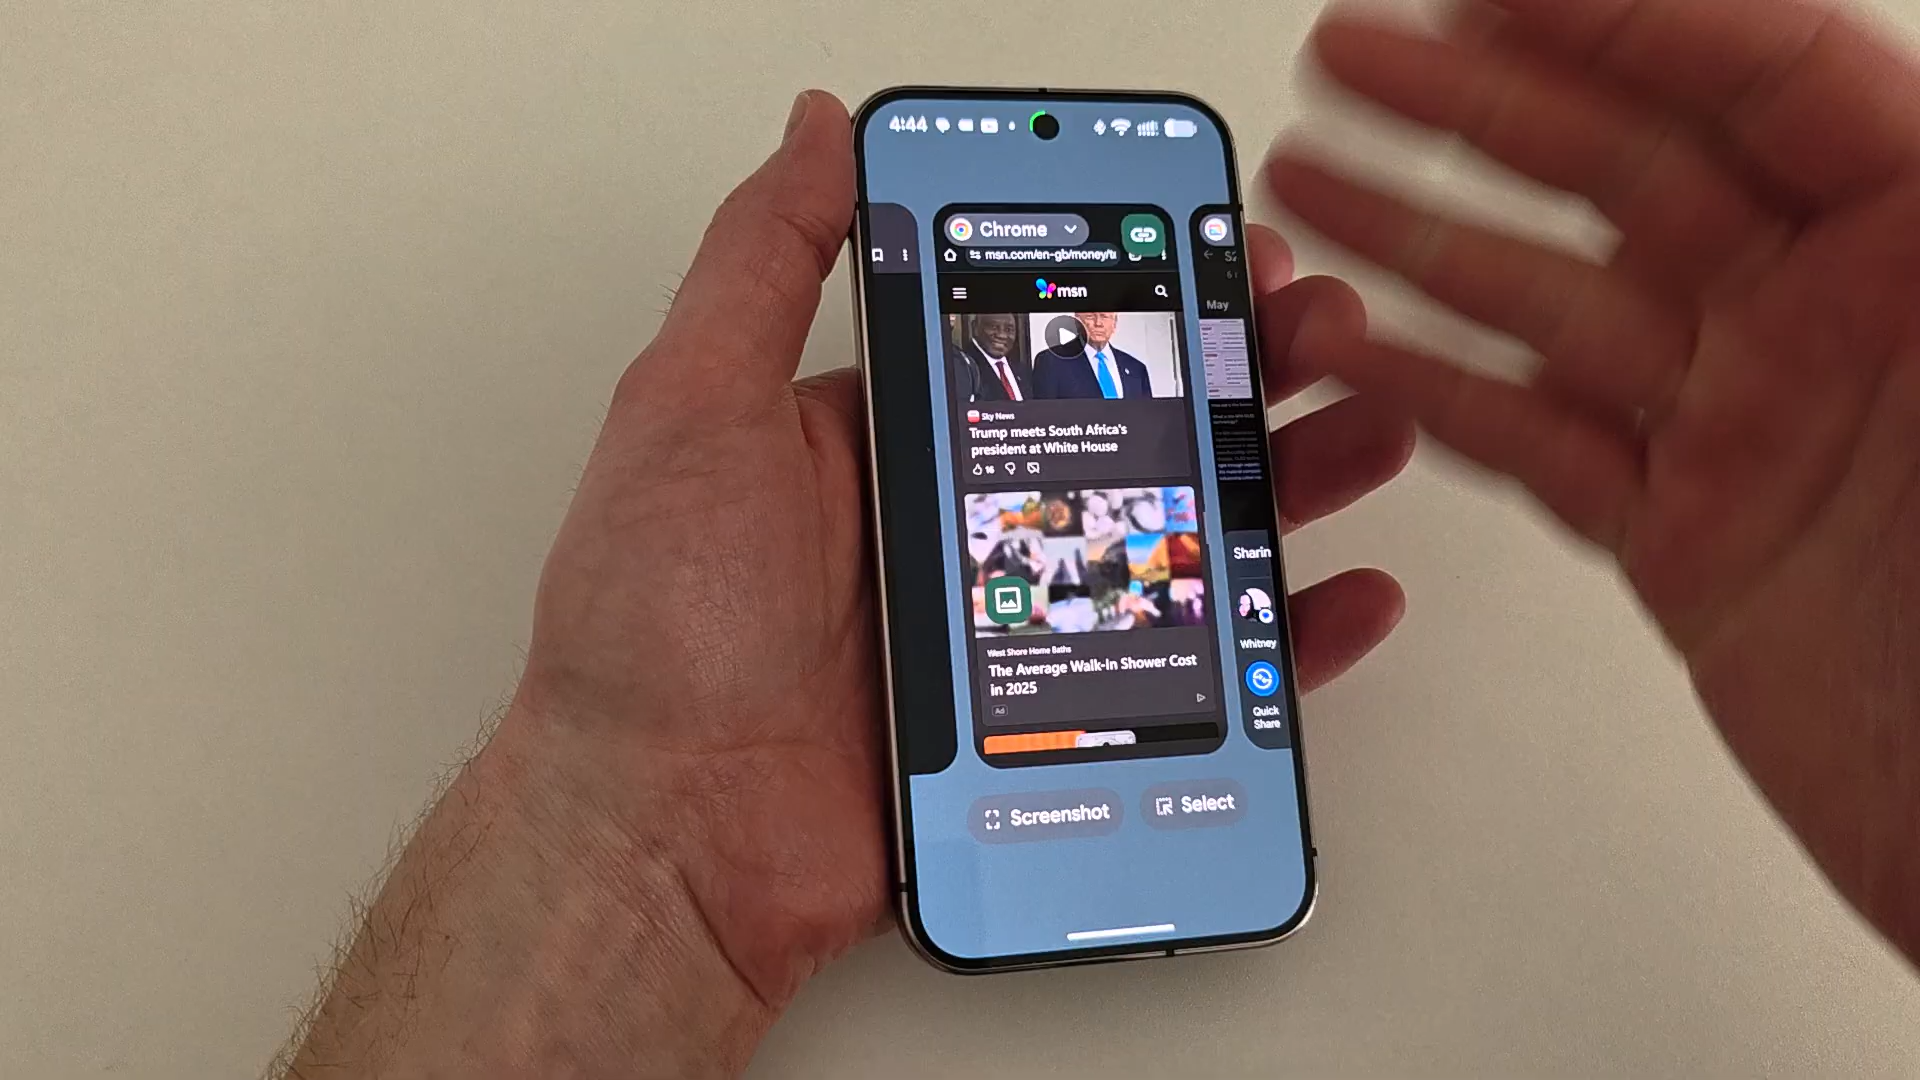 4:44
Chrome
msn.com/en-gb/money/
msn
Sky News
Trump meets South Africa's
president at White House
16
West Shore Home Baths
The Average Walk-In Shower Cost
in 2025
Ad
Screenshot
Select
May
Sharin
Whitney
Quick
Share